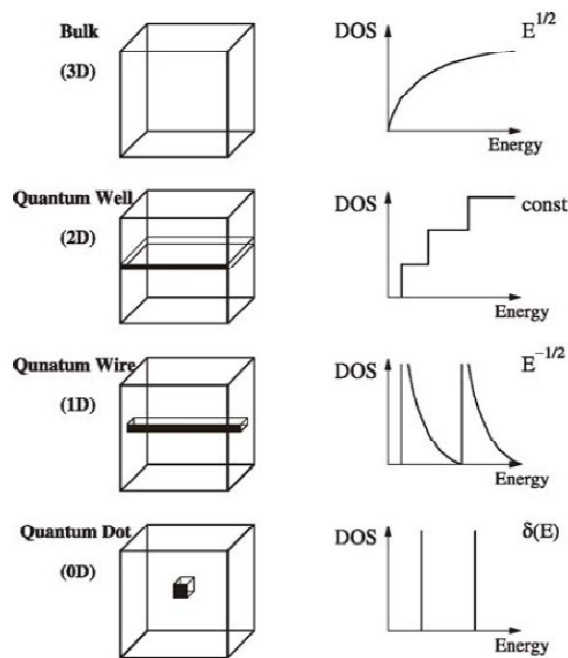 Bulk
(3D)
DOS
E^{1/2}
Energy
Quantum Well
(2D)
DOS
const
Energy
Qunatum Wire
(1D)
DOS
E^{-1/2}
Energy
Quantum Dot
(0D)
DOS
δ(E)
Energy